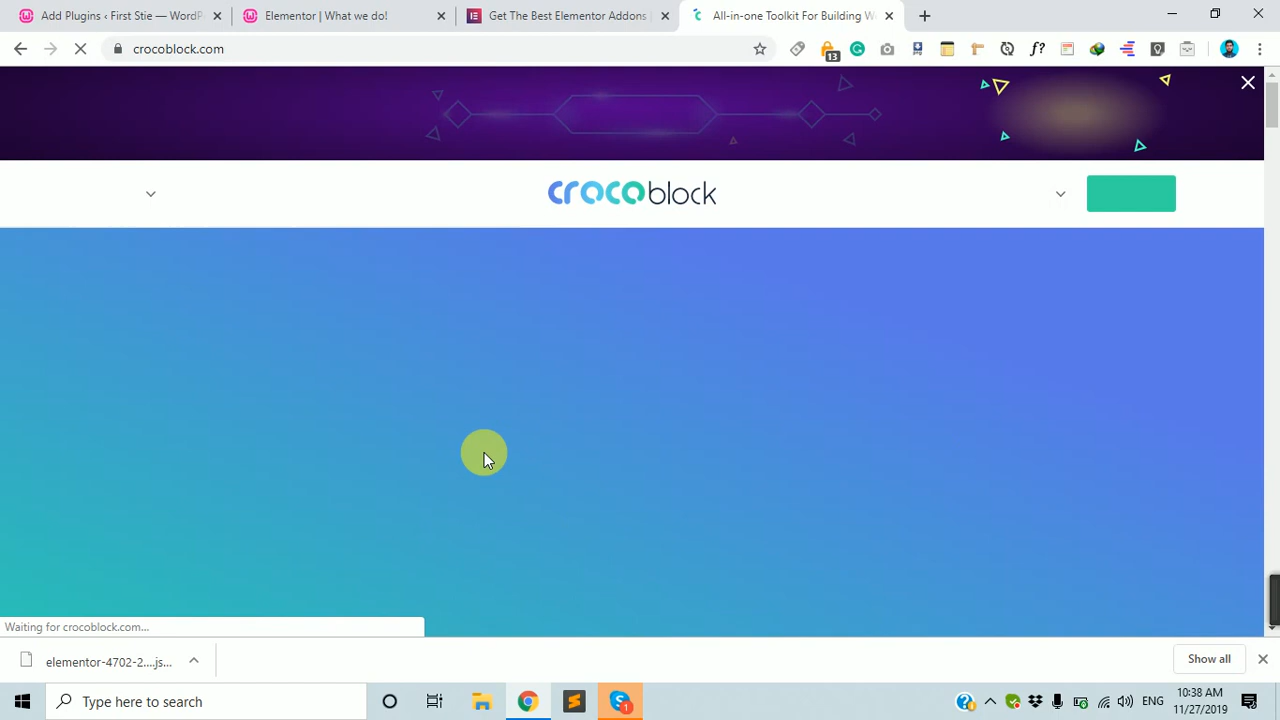 Add Plugins ‹ First Stie — WordP
Elementor | What we do!
Get The Best Elementor Addons |
All-in-one Toolkit For Building W
crocoblock.com
13
f?
crocoblock
Waiting for crocoblock.com...
elementor-4702-2....js...
Show all
Type here to search
1
ENG
10:38 AM
11/27/2019